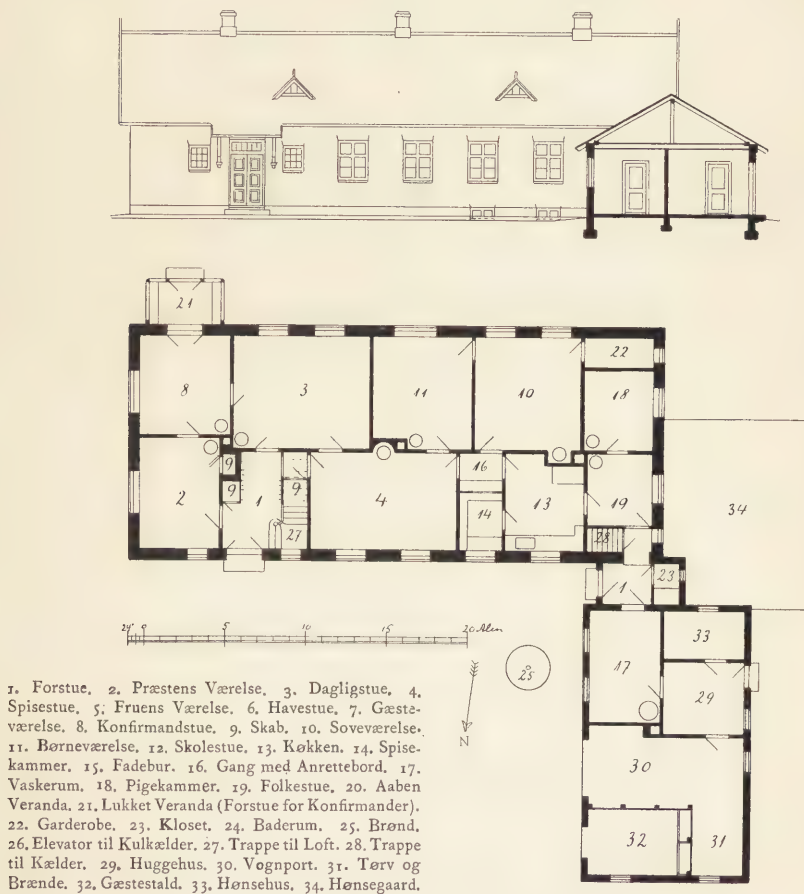 21
8
3
11
10
22
18
9
16
2
9
1
9
4
13
19
14
34
27
28
1
23
24" 0 5 10 15 20 Alen
33
25
17
29
N
30
32
31
1. Forstue. 2. Præstens Værelse. 3. Dagligstue. 4.
Spisestue. 5. Fruens Værelse. 6. Havestue. 7. Gæste-
værelse. 8. Konfirmandstue. 9. Skab. 10. Soveværelse.
11. Børneværelse. 12. Skolestue. 13. Køkken. 14. Spise-
kammer. 15. Fadebur. 16. Gang med Anrettebord. 17.
Vaskerum. 18. Pigekammer. 19. Folkestue. 20. Aaben
Veranda. 21. Lukket Veranda (Forstue for Konfirmander).
22. Garderobe. 23. Kloset. 24. Baderum. 25. Brønd.
26. Elevator til Kulkælder. 27. Trappe til Loft. 28. Trappe
til Kælder. 29. Huggehus. 30. Vognport. 31. Tørv og
Brænde. 32. Gæstestald. 33. Hønsehus. 34. Hønsegaard.